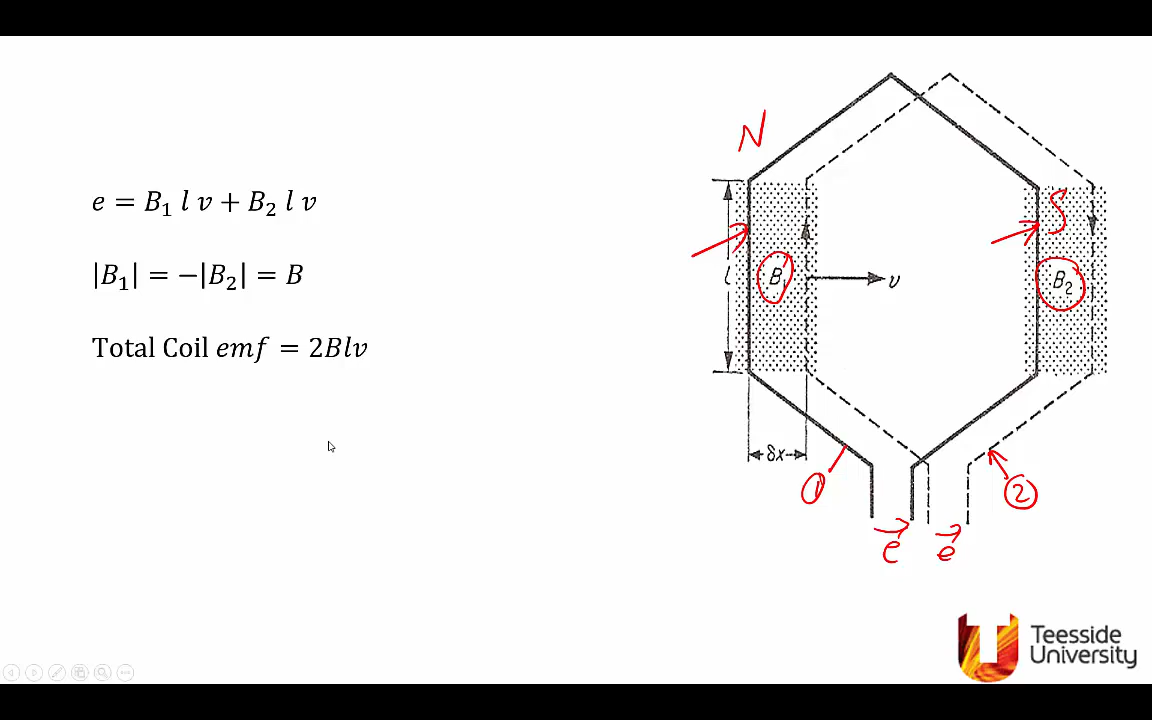 e = B₁ l v + B₂ l v
|B₁| = −|B₂| = B
Total Coil emf = 2Blv
N
S
l
B₁
v
B₂
δx
1
2
e
e
Teesside
University